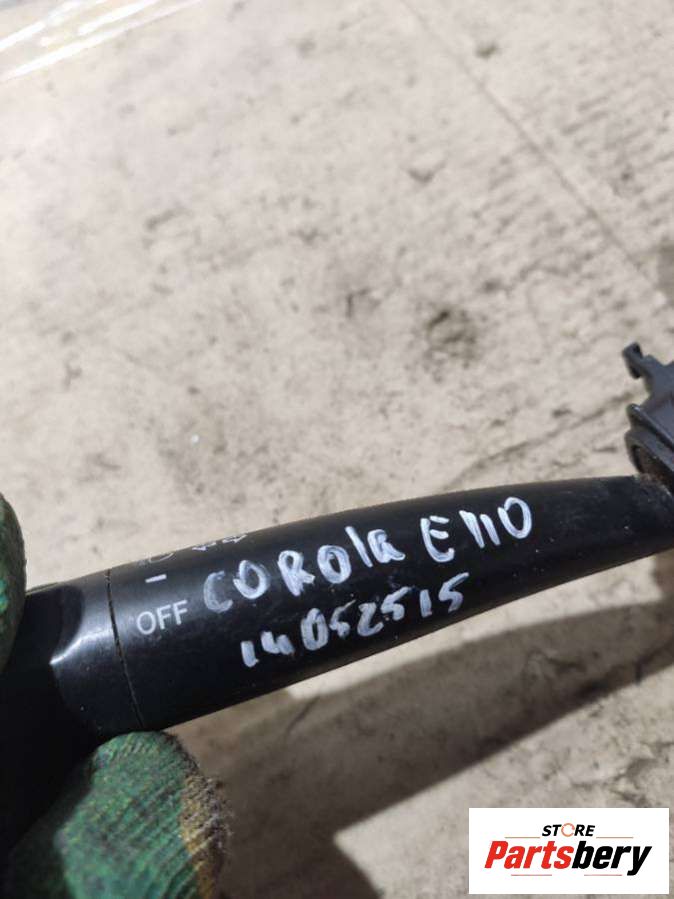 COROla E110
OFF
14052515
STORE
Partsbery